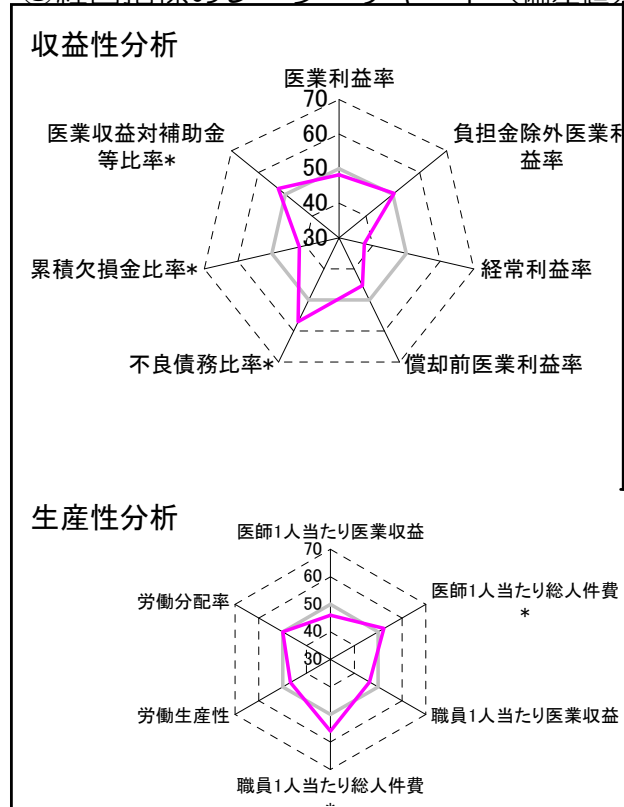 収益性分析
医業利益率
70
60
50
40
30
負担金除外医業利
益率
経常利益率
償却前医業利益率
不良債務比率*
累積欠損金比率*
医業収益対補助金
等比率*
生産性分析
医師1人当たり医業収益
70
60
50
40
30
医師1人当たり総人件費
*
職員1人当たり医業収益
職員1人当たり総人件費
*
労働生産性
労働分配率